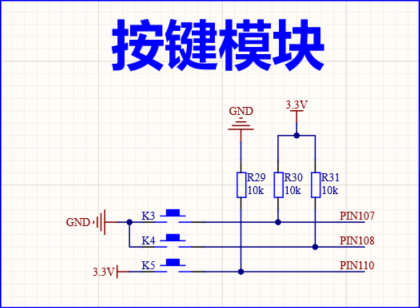 按键模块
GND
3.3V
R29
10k
R30
10k
R31
10k
GND
K3
PIN107
K4
PIN108
3.3V
K5
PIN110